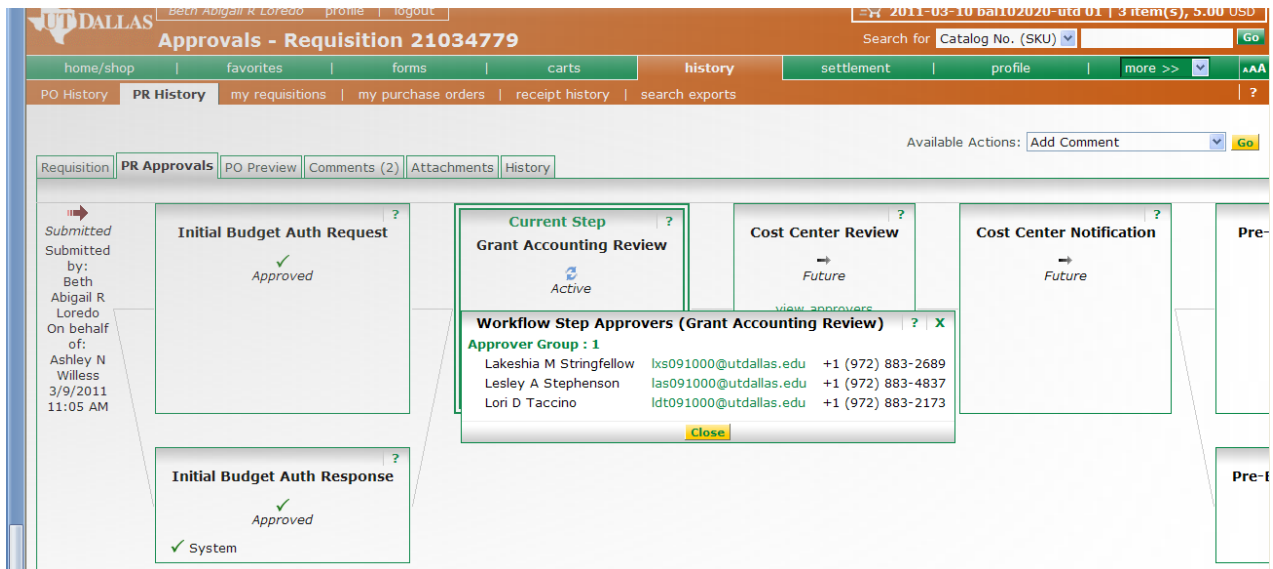 UT DALLAS
Beth Abigail R Loredo profile | logout
2011-03-10 bal102020-utd 01 | 3 item(s), 5.00 USD
Approvals - Requisition 21034779
Search for Catalog No. (SKU) Go
home/shop | favorites | forms | carts history settlement | profile | more >> AAA
PO History PR History my requisitions | my purchase orders | receipt history | search exports | ?
Available Actions: Add Comment Go
Requisition PR Approvals PO Preview Comments (2) Attachments History
Submitted
Submitted
by:
Beth
Abigail R
Loredo
On behalf
of:
Ashley N
Willess
3/9/2011
11:05 AM
?
Initial Budget Auth Request
Approved
Current Step ?
Grant Accounting Review
Active
?
Cost Center Review
Future
view approvers
?
Cost Center Notification
Future
Pre-
Workflow Step Approvers (Grant Accounting Review) ? X
Approver Group : 1
Lakeshia M Stringfellow lxs091000@utdallas.edu +1 (972) 883-2689
Lesley A Stephenson las091000@utdallas.edu +1 (972) 883-4837
Lori D Taccino ldt091000@utdallas.edu +1 (972) 883-2173
Close
?
Initial Budget Auth Response
Approved
✓ System
Pre-E